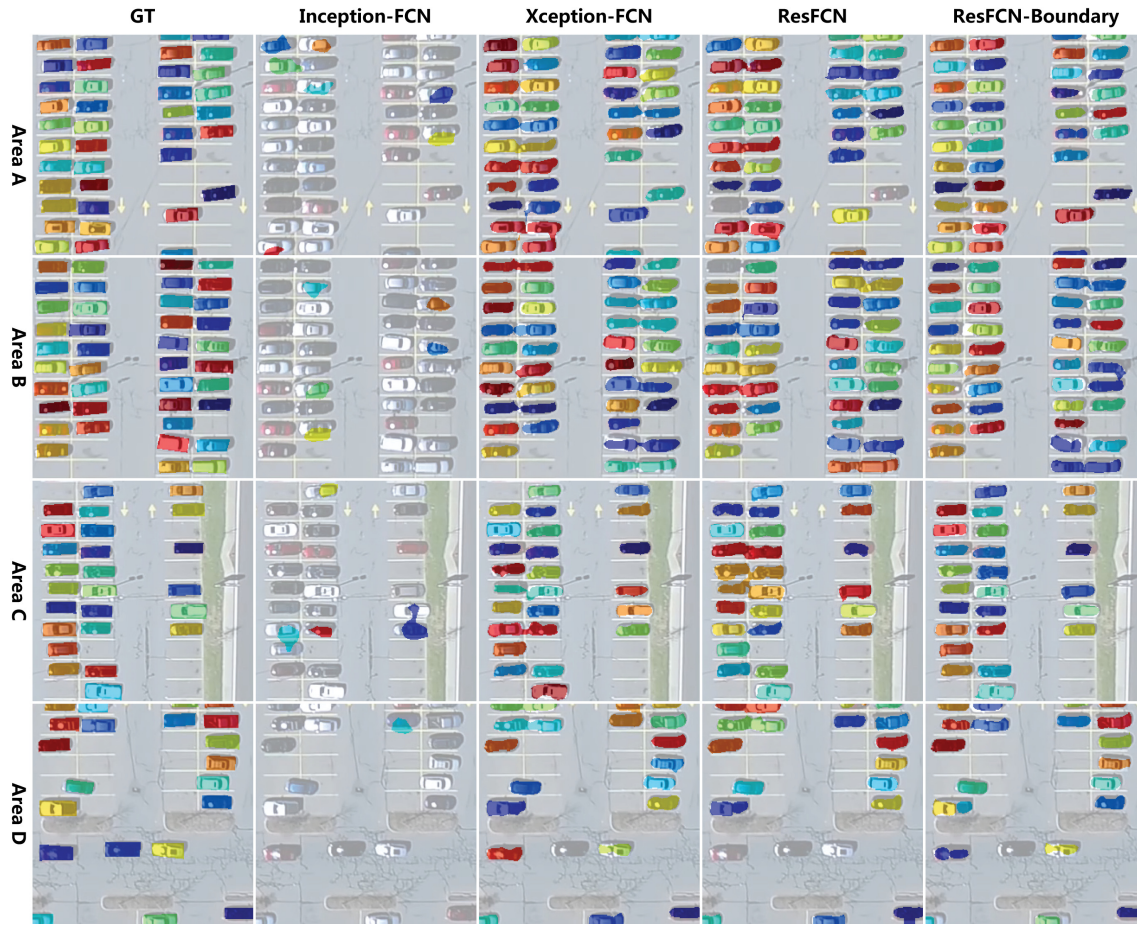 GT Inception-FCN Xception-FCN ResFCN ResFCN-Boundary
Area A
Area B
Area C
Area D